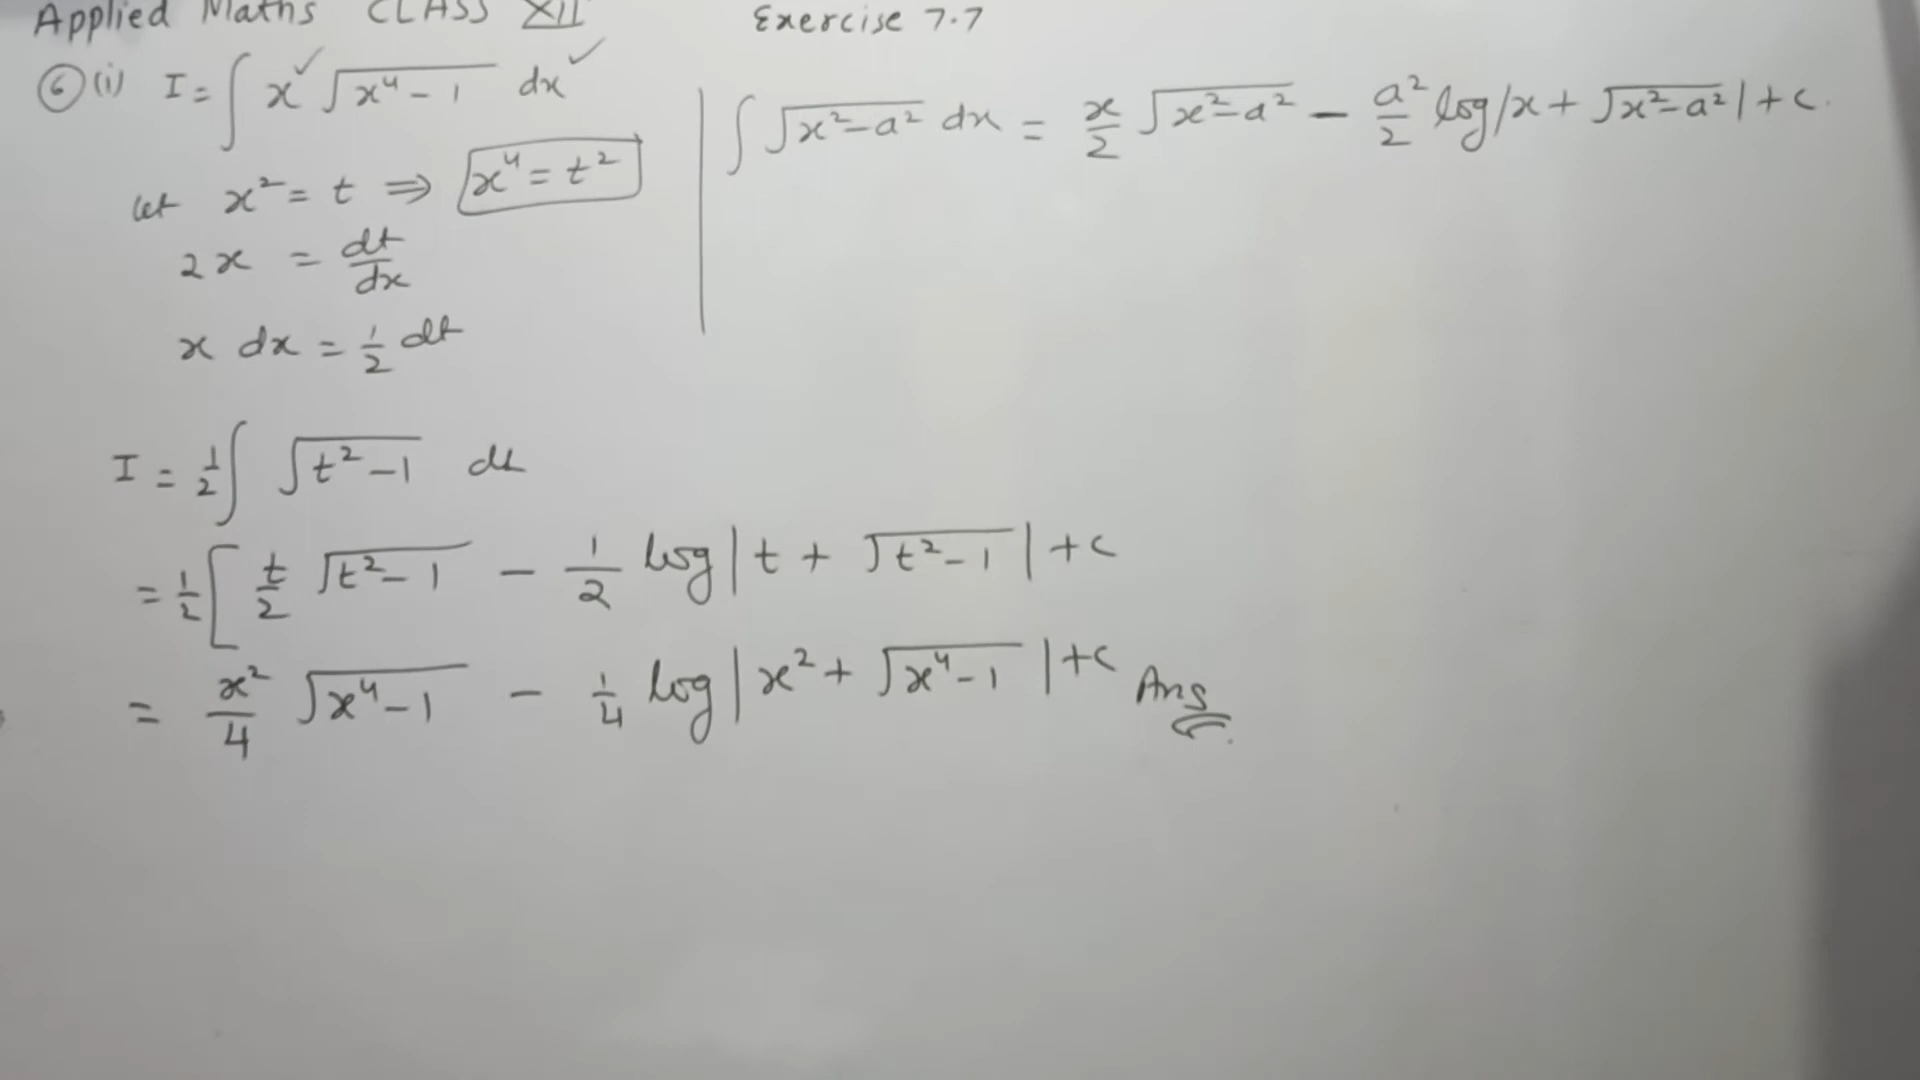 Applied Maths CLASS XII Exercise 7.7
⑥ (i) I = ∫ x √(x⁴ - 1) dx
let x² = t ⇒ x⁴ = t²
2x = dt/dx
x dx = 1/2 dt
∫ √(x² - a²) dx = x/2 √(x² - a²) - a²/2 log|x + √(x² - a²)| + c.
I = 1/2 ∫ √(t² - 1) dt
= 1/2 [ t/2 √(t² - 1) - 1/2 log|t + √(t² - 1)| + c
= x²/4 √(x⁴ - 1) - 1/4 log|x² + √(x⁴ - 1)| + c Ans